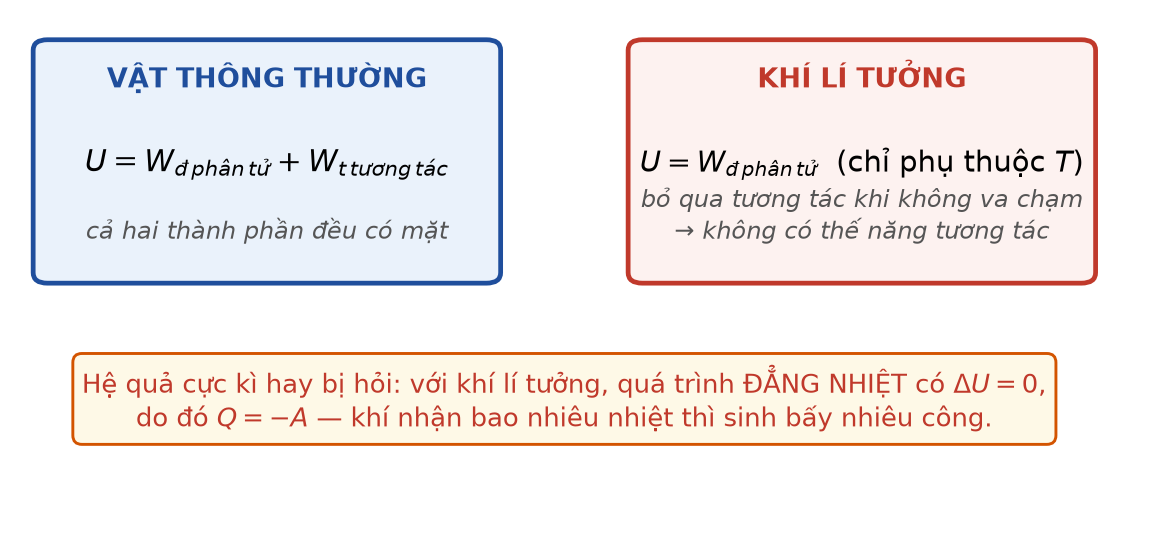 VẬT THÔNG THƯỜNG
U = W_{đ phân tử} + W_{t tương tác}
cả hai thành phần đều có mặt
KHÍ LÍ TƯỞNG
U = W_{đ phân tử} (chỉ phụ thuộc T)
bỏ qua tương tác khi không va chạm
→ không có thế năng tương tác
Hệ quả cực kì hay bị hỏi: với khí lí tưởng, quá trình ĐẲNG NHIỆT có ΔU = 0,
do đó Q = −A — khí nhận bao nhiêu nhiệt thì sinh bấy nhiêu công.